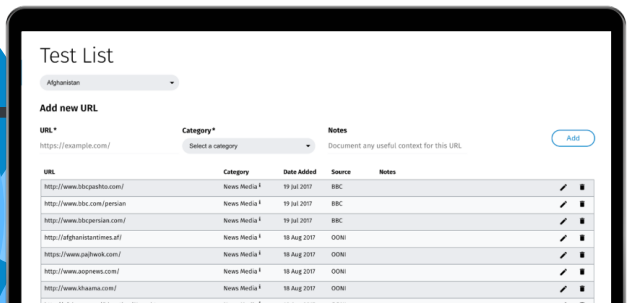 Test List
Afghanistan
Add new URL
URL* Category* Notes
https://example.com/ Select a category Document any useful context for this URL Add
URL Category Date Added Source Notes
http://www.bbcpashto.com/ News Media i 19 Jul 2017 BBC
http://www.bbc.com/persian News Media i 19 Jul 2017 BBC
http://www.bbcpersian.com/ News Media i 19 Jul 2017 BBC
http://afghanistantimes.af/ News Media i 18 Aug 2017 OONI
https://www.pajhwok.com/ News Media i 18 Aug 2017 OONI
http://www.aopnews.com/ News Media i 18 Aug 2017 OONI
http://www.khaama.com/ News Media i 18 Aug 2017 OONI